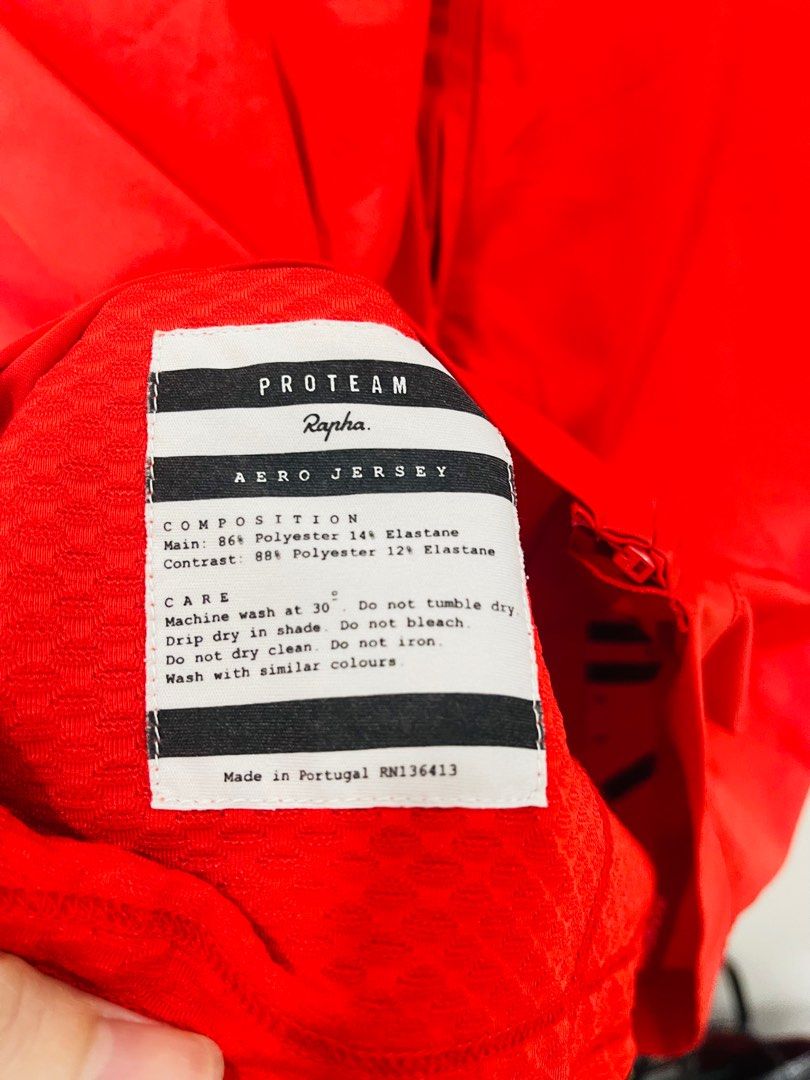 PROTEAM
Rapha.
AERO JERSEY
COMPOSITION
Main: 86% Polyester 14% Elastane
Contrast: 88% Polyester 12% Elastane
CARE
Machine wash at 30°. Do not tumble dry.
Drip dry in shade. Do not bleach.
Do not dry clean. Do not iron.
Wash with similar colours.
Made in Portugal RN136413